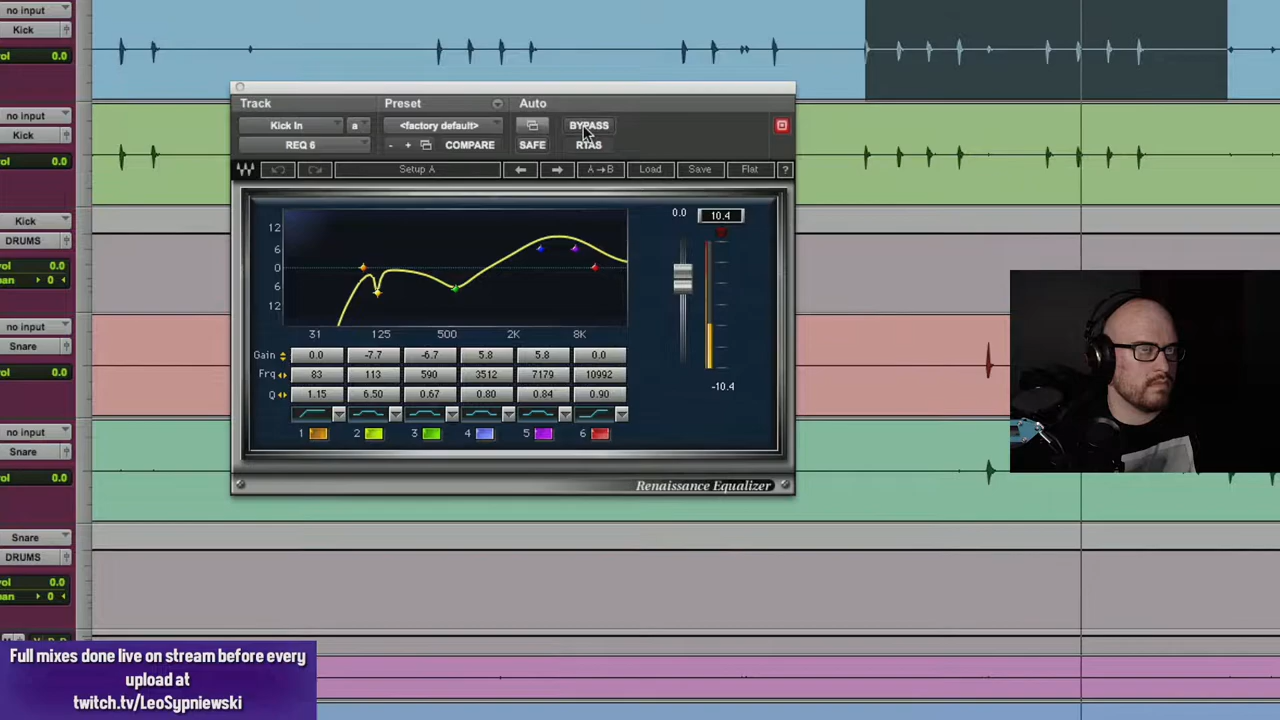 no input
Kick
ol 0.0
no input
Kick
ol 0.0
Kick
DRUMS
vol 0.0
pan 0
no input
Snare
ol 0.0
no input
Snare
ol 0.0
Snare
DRUMS
vol 0.0
pan 0
Track Preset Auto
Kick In a <factory default> BYPASS
REQ 6 - + COMPARE SAFE RTAS
Setup A A→B Load Save Flat ?
12
6
0
6
12
31 125 500 2K 8K
0.0 10.4
-10.4
Gain 0.0 -7.7 -6.7 5.8 5.8 0.0
Frq 83 113 590 3512 7179 10992
Q 1.15 6.50 0.67 0.80 0.84 0.90
1 2 3 4 5 6
Renaissance Equalizer
Full mixes done live on stream before every
upload at
twitch.tv/LeoSypniewski